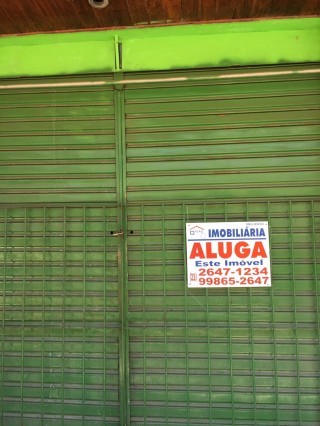 IMOBILIÁRIA
ALUGA
Este Imóvel
2647-1234
99865-2647